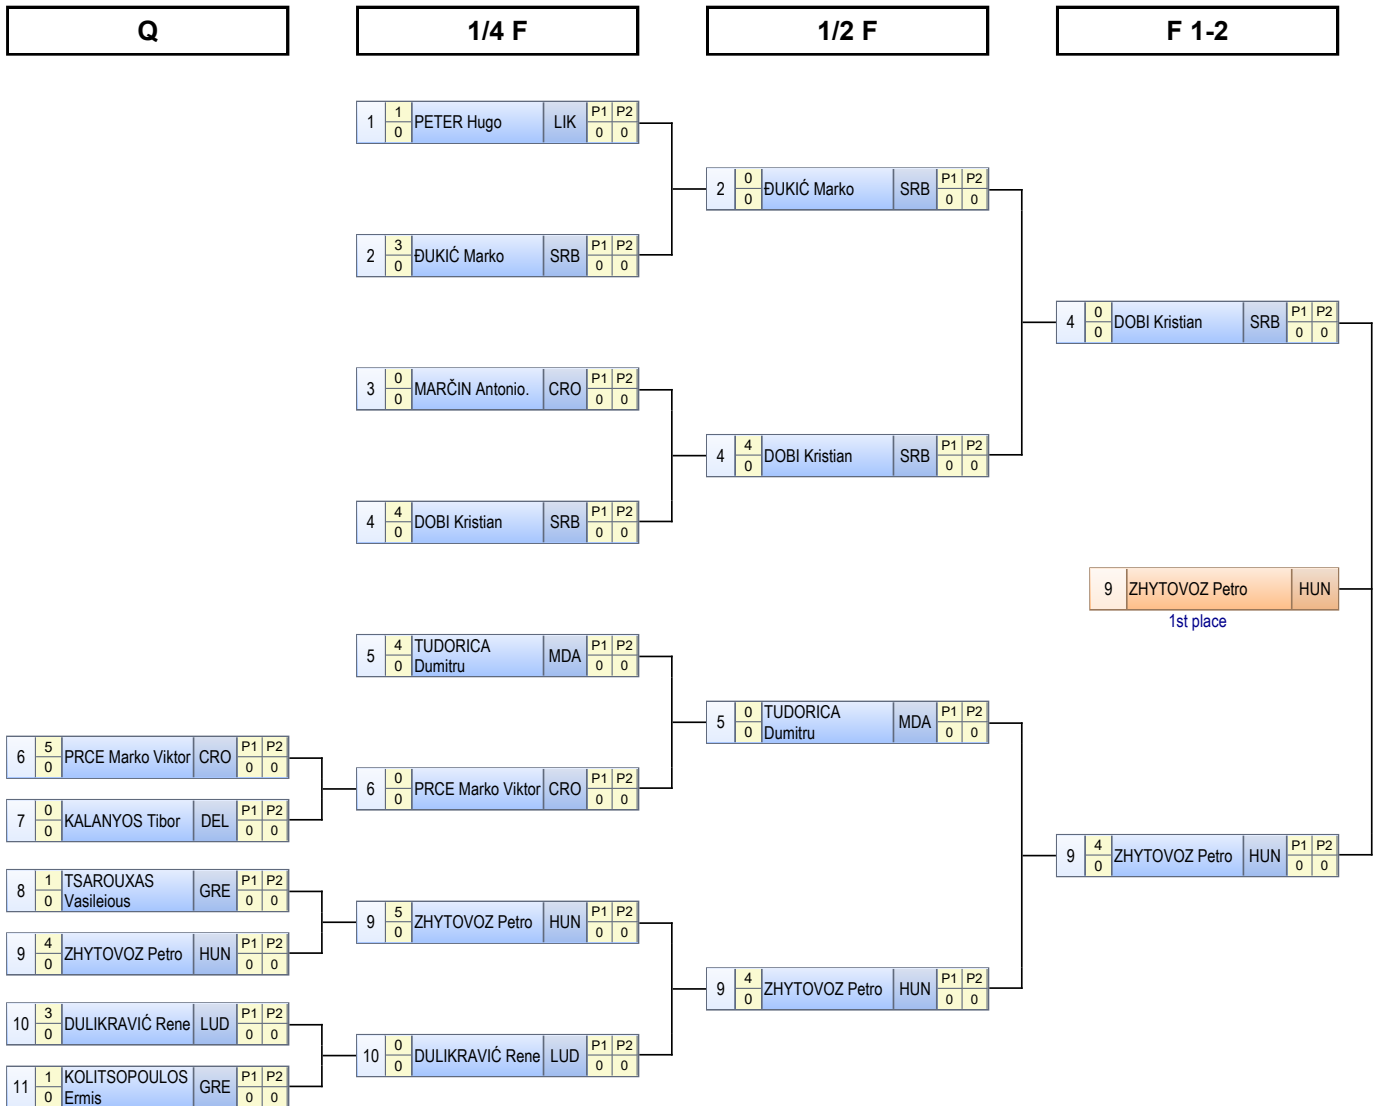 Q
1/4 F
1/2 F
F 1-2
1 1 0 PETER Hugo LIK P1 P2 0 0
2 3 0 ĐUKIĆ Marko SRB P1 P2 0 0
3 0 0 MARČIN Antonio. CRO P1 P2 0 0
4 4 0 DOBI Kristian SRB P1 P2 0 0
5 4 0 TUDORICA
Dumitru MDA P1 P2 0 0
6 5 0 PRCE Marko Viktor CRO P1 P2 0 0
7 0 0 KALANYOS Tibor DEL P1 P2 0 0
8 1 0 TSAROUXAS
Vasileious GRE P1 P2 0 0
9 4 0 ZHYTOVOZ Petro HUN P1 P2 0 0
10 3 0 DULIKRAVIĆ Rene LUD P1 P2 0 0
11 1 0 KOLITSOPOULOS
Ermis GRE P1 P2 0 0
6 0 0 PRCE Marko Viktor CRO P1 P2 0 0
9 5 0 ZHYTOVOZ Petro HUN P1 P2 0 0
10 0 0 DULIKRAVIĆ Rene LUD P1 P2 0 0
2 0 0 ĐUKIĆ Marko SRB P1 P2 0 0
4 4 0 DOBI Kristian SRB P1 P2 0 0
5 0 0 TUDORICA
Dumitru MDA P1 P2 0 0
9 4 0 ZHYTOVOZ Petro HUN P1 P2 0 0
4 0 0 DOBI Kristian SRB P1 P2 0 0
9 ZHYTOVOZ Petro HUN
1st place
9 4 0 ZHYTOVOZ Petro HUN P1 P2 0 0